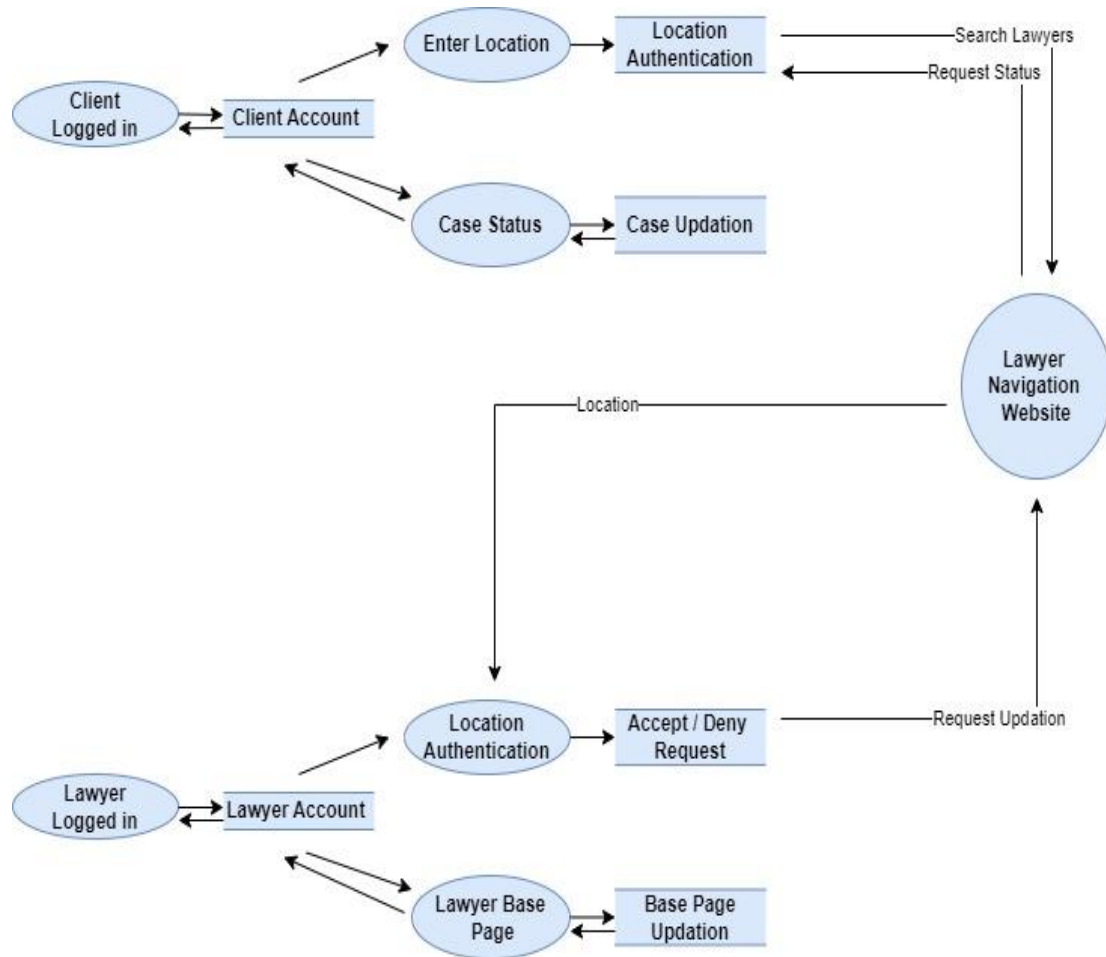 Enter Location
Location
Authentication
Search Lawyers
Request Status
Client
Logged in
Client Account
Case Status
Case Updation
Lawyer
Navigation
Website
Location
Location
Authentication
Accept / Deny
Request
Request Updation
Lawyer
Logged in
Lawyer Account
Lawyer Base
Page
Base Page
Updation